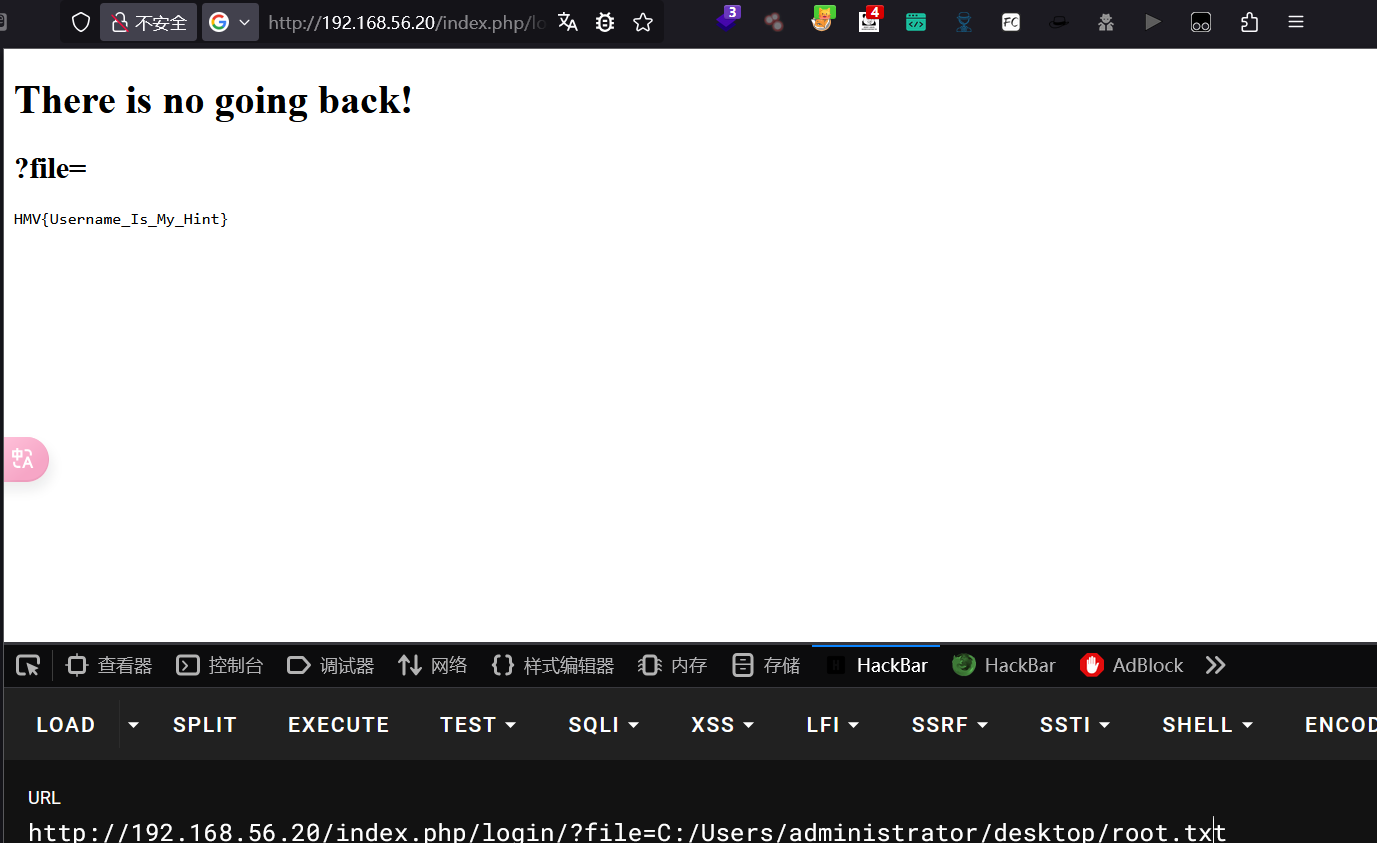 不安全
http://192.168.56.20/index.php/lo
3
4
FC
There is no going back!
?file=
HMV{Username_Is_My_Hint}
中A
查看器 控制台 调试器 网络 样式编辑器 内存 存储 HackBar HackBar AdBlock
LOAD SPLIT EXECUTE TEST SQLI XSS LFI SSRF SSTI SHELL ENCOD
URL
http://192.168.56.20/index.php/login/?file=C:/Users/administrator/desktop/root.txt